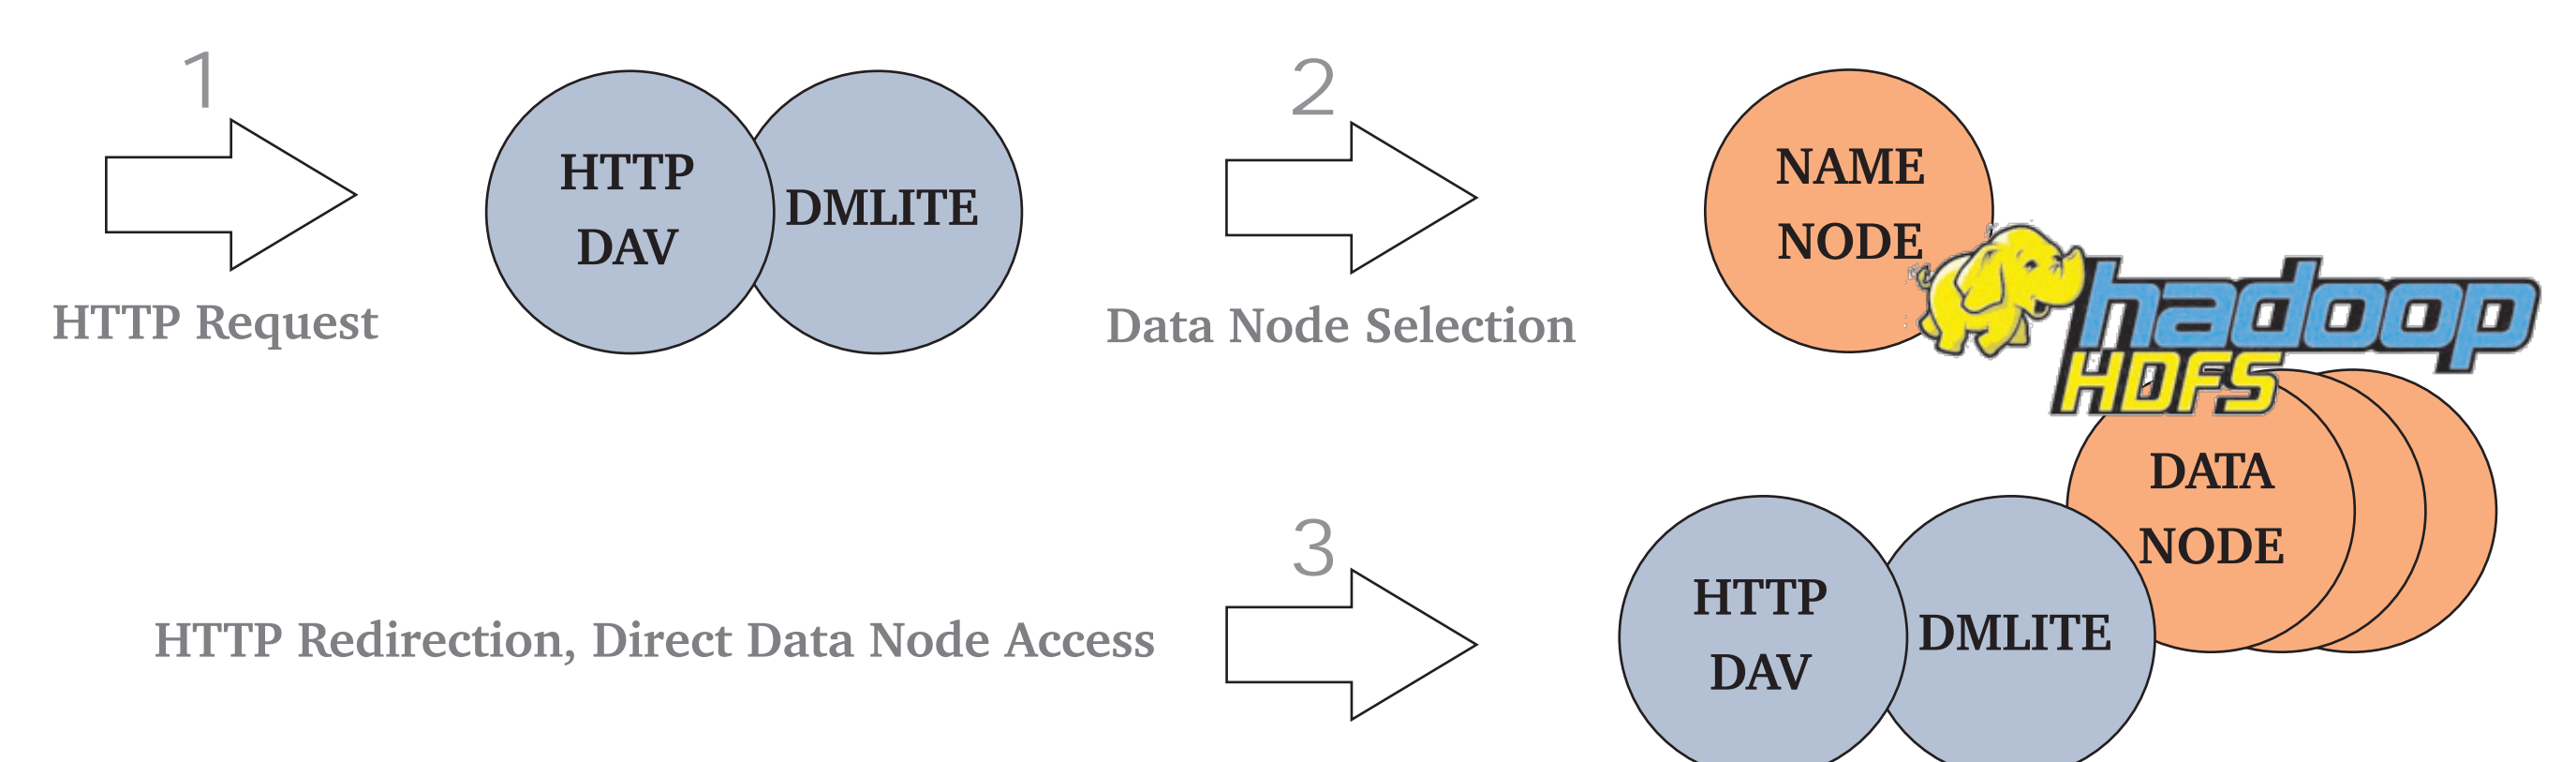 1
HTTP Request
HTTP
DAV
DMLITE
2
Data Node Selection
NAME
NODE
hadoop
HDFS
DATA
NODE
3
HTTP Redirection, Direct Data Node Access
HTTP
DAV
DMLITE